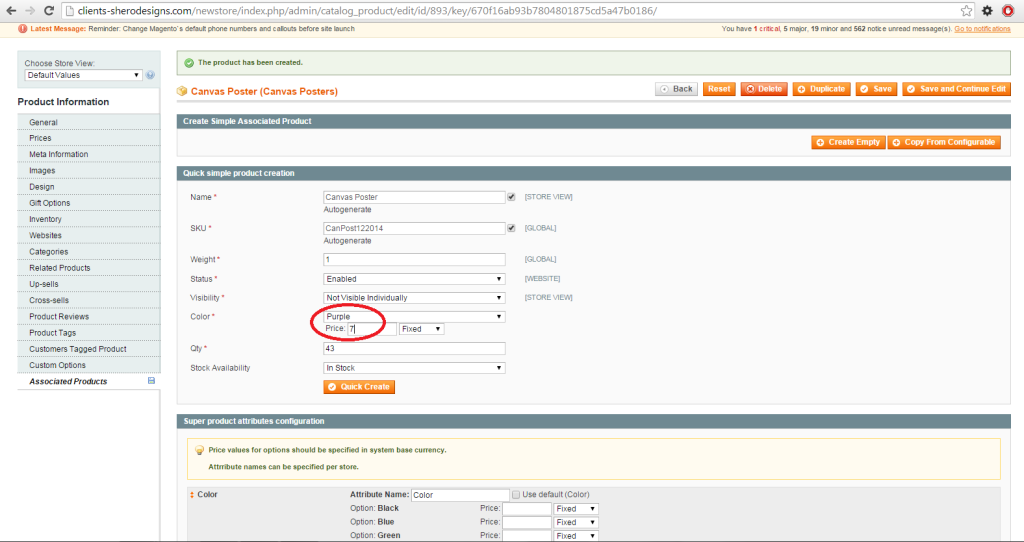 clients-sherodesigns.com/newstore/index.php/admin/catalog_product/edit/id/893/key/670f16ab93b7804801875cd5a47b0186/
Latest Message: Reminder: Change Magento`s default phone numbers and callouts before site launch
You have 1 critical, 5 major, 19 minor and 562 notice unread message(s). Go to notifications
Choose Store View:
Default Values
Product Information
General
Prices
Meta Information
Images
Design
Gift Options
Inventory
Websites
Categories
Related Products
Up-sells
Cross-sells
Product Reviews
Product Tags
Customers Tagged Product
Custom Options
Associated Products
The product has been created.
Canvas Poster (Canvas Posters)
Back Reset Delete Duplicate Save Save and Continue Edit
Create Simple Associated Product
Create Empty Copy From Configurable
Quick simple product creation
Name * Canvas Poster [STORE VIEW]
Autogenerate
SKU * CanPost122014 [GLOBAL]
Autogenerate
Weight * 1 [GLOBAL]
Status * Enabled [WEBSITE]
Visibility * Not Visible Individually [STORE VIEW]
Color * Purple
Price: 7 Fixed
Qty * 43
Stock Availability In Stock
Quick Create
Super product attributes configuration
Price values for options should be specified in system base currency.
Attrribute names can be specified per store.
Color Attribute Name: Color Use default (Color)
Option: Black Price: Fixed
Option: Blue Price: Fixed
Option: Green Price: Fixed